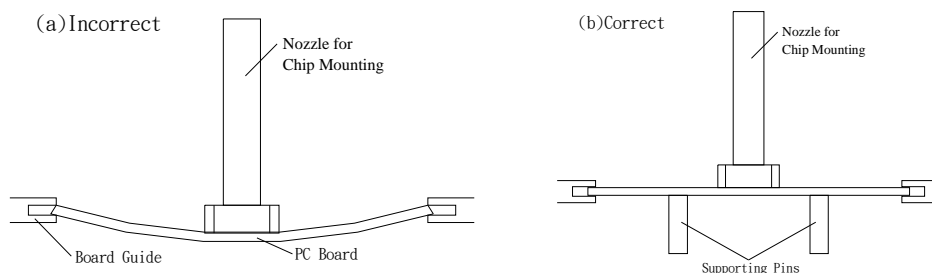 (a)Incorrect
Nozzle for
Chip Mounting
Board Guide
PC Board
(b)Correct
Nozzle for
Chip Mounting
Supporting Pins